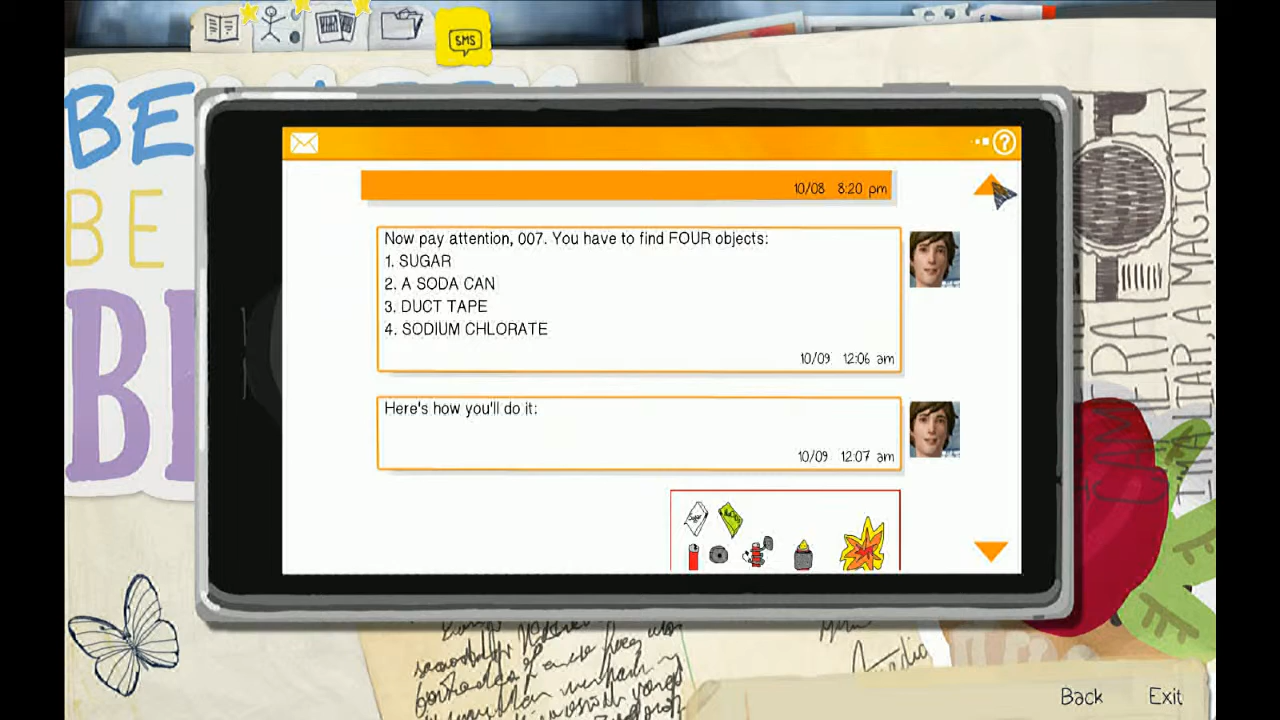 SMS
BE
BE
10/08 8:20 pm
Now pay attention, 007. You have to find FOUR objects:
1. SUGAR
2. A SODA CAN
3. DUCT TAPE
4. SODIUM CHLORATE
10/09 12:06 am
Here's how you'll do it:
10/09 12:07 am
Sugar
CAMERA
I'M A LIAR, A MAGICIAN
Back
Exit